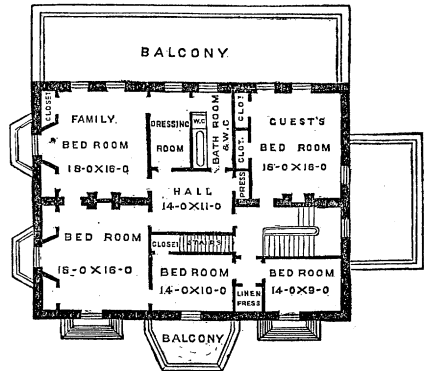 BALCONY
CLOSET
FAMILY
BED ROOM
18-0X16-0
DRESSING
ROOM
W.C
BATH ROOM
& W.C
CLOT.
CLOT.
PRESS
GUEST'S
BED ROOM
16-0X16-0
HALL
14-0X11-0
BED ROOM
16-0X16-0
CLOSET
STAIRS
BED ROOM
14-0X10-0
LINEN
PRESS
BED ROOM
14-0X9-0
BALCONY